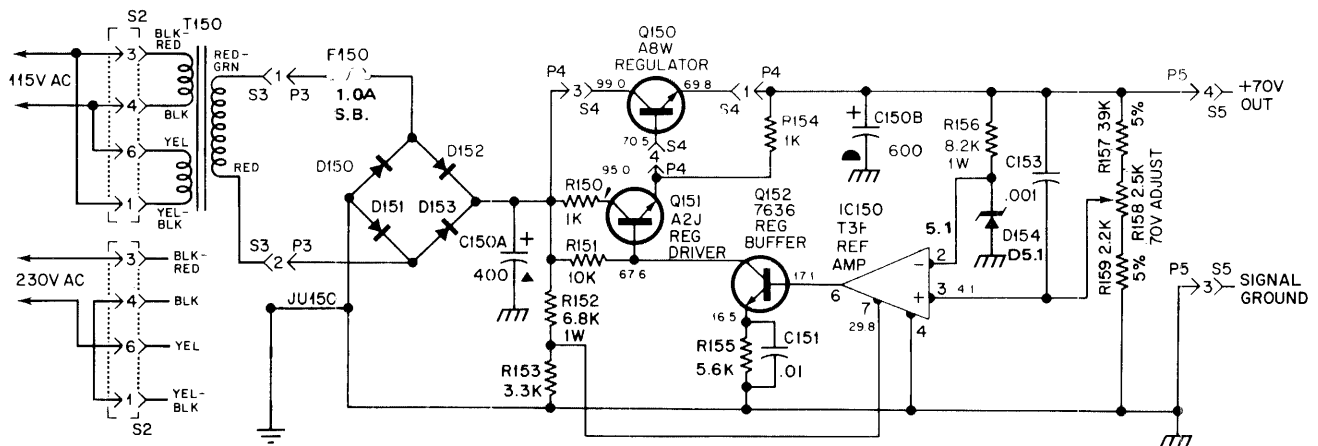 S2
T150
BLK-
RED
3
115V AC
4
BLK
6
YEL
1
YEL-
BLK
RED-
GRN
RED
S3
1
P3
F150
1.0A
S.B.
S3
2
P3
D150
D152
D151
D153
JU15C
C150A
+
400
P4
3
S4
99.0
Q150
A8W
REGULATOR
69.8
P4
1
S4
70.5
S4
4
P4
95.0
R154
1K
R150
1K
Q151
A2J
REG
DRIVER
R151
10K
67.6
R152
6.8K
1W
R153
3.3K
Q152
7636
REG
BUFFER
17.1
16.5
R155
5.6K
C151
.01
+
C150B
600
IC150
T3F
REF
AMP
6
7
29.8
4
5.1
2
−
3
+
4.1
R156
8.2K
1W
D154
D5.1
C153
.001
R157 39K
5%
R158 2.5K
70V ADJUST
R159 2.2K
5%
P5
4
S5
+70V
OUT
P5
3
S5
SIGNAL
GROUND
230V AC
3
BLK-
RED
4
BLK
6
YEL
1
YEL-
BLK
S2